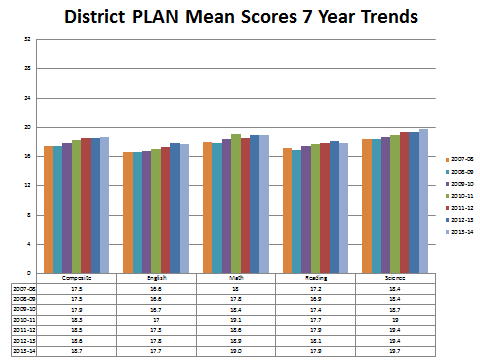 District PLAN Mean Scores 7 Year Trends
32
28
24
20
16
12
8
4
0
2007-08
2008-09
2009-10
2010-11
2011-12
2012-13
2013-14
Composite English Math Reading Science
2007-08 17.5 16.6 18 17.2 18.4
2008-09 17.5 16.6 17.8 16.9 18.4
2009-10 17.9 16.7 18.4 17.4 18.7
2010-11 18.3 17 19.1 17.7 19
2011-12 18.5 17.3 18.6 17.9 19.4
2012-13 18.6 17.8 18.9 18.1 19.4
2013-14 18.7 17.7 19.0 17.9 19.7